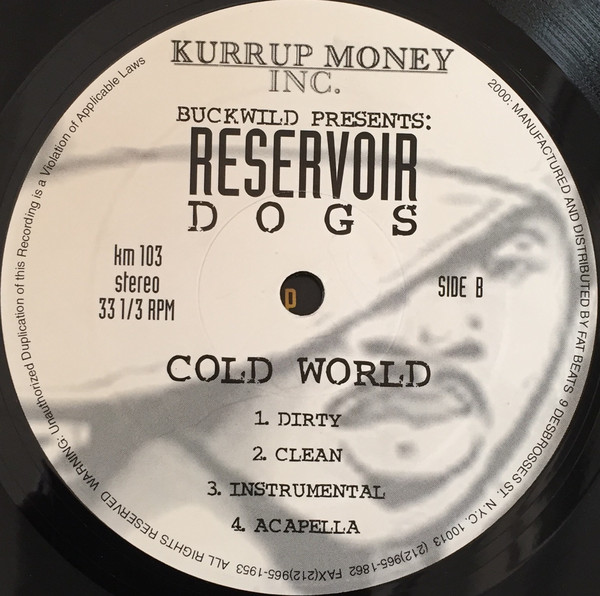 KURRUP MONEY
INC.
BUCKWILD PRESENTS:
RESERVOIR
DOGS
km 103
stereo
33 1/3 RPM
SIDE B
COLD WORLD
1. DIRTY
2. CLEAN
3. INSTRUMENTAL
4. ACAPELLA
2000: MANUFACTURED AND DISTRIBUTED BY FAT BEATS 9 DESBROSSES ST. N.Y.C. 10013 (212)965-1862 FAX(212)965-1953 ALL RIGHTS RESERVED WARNING: Unauthorized Duplication of this Recording is a Violation of Applicable Laws
D